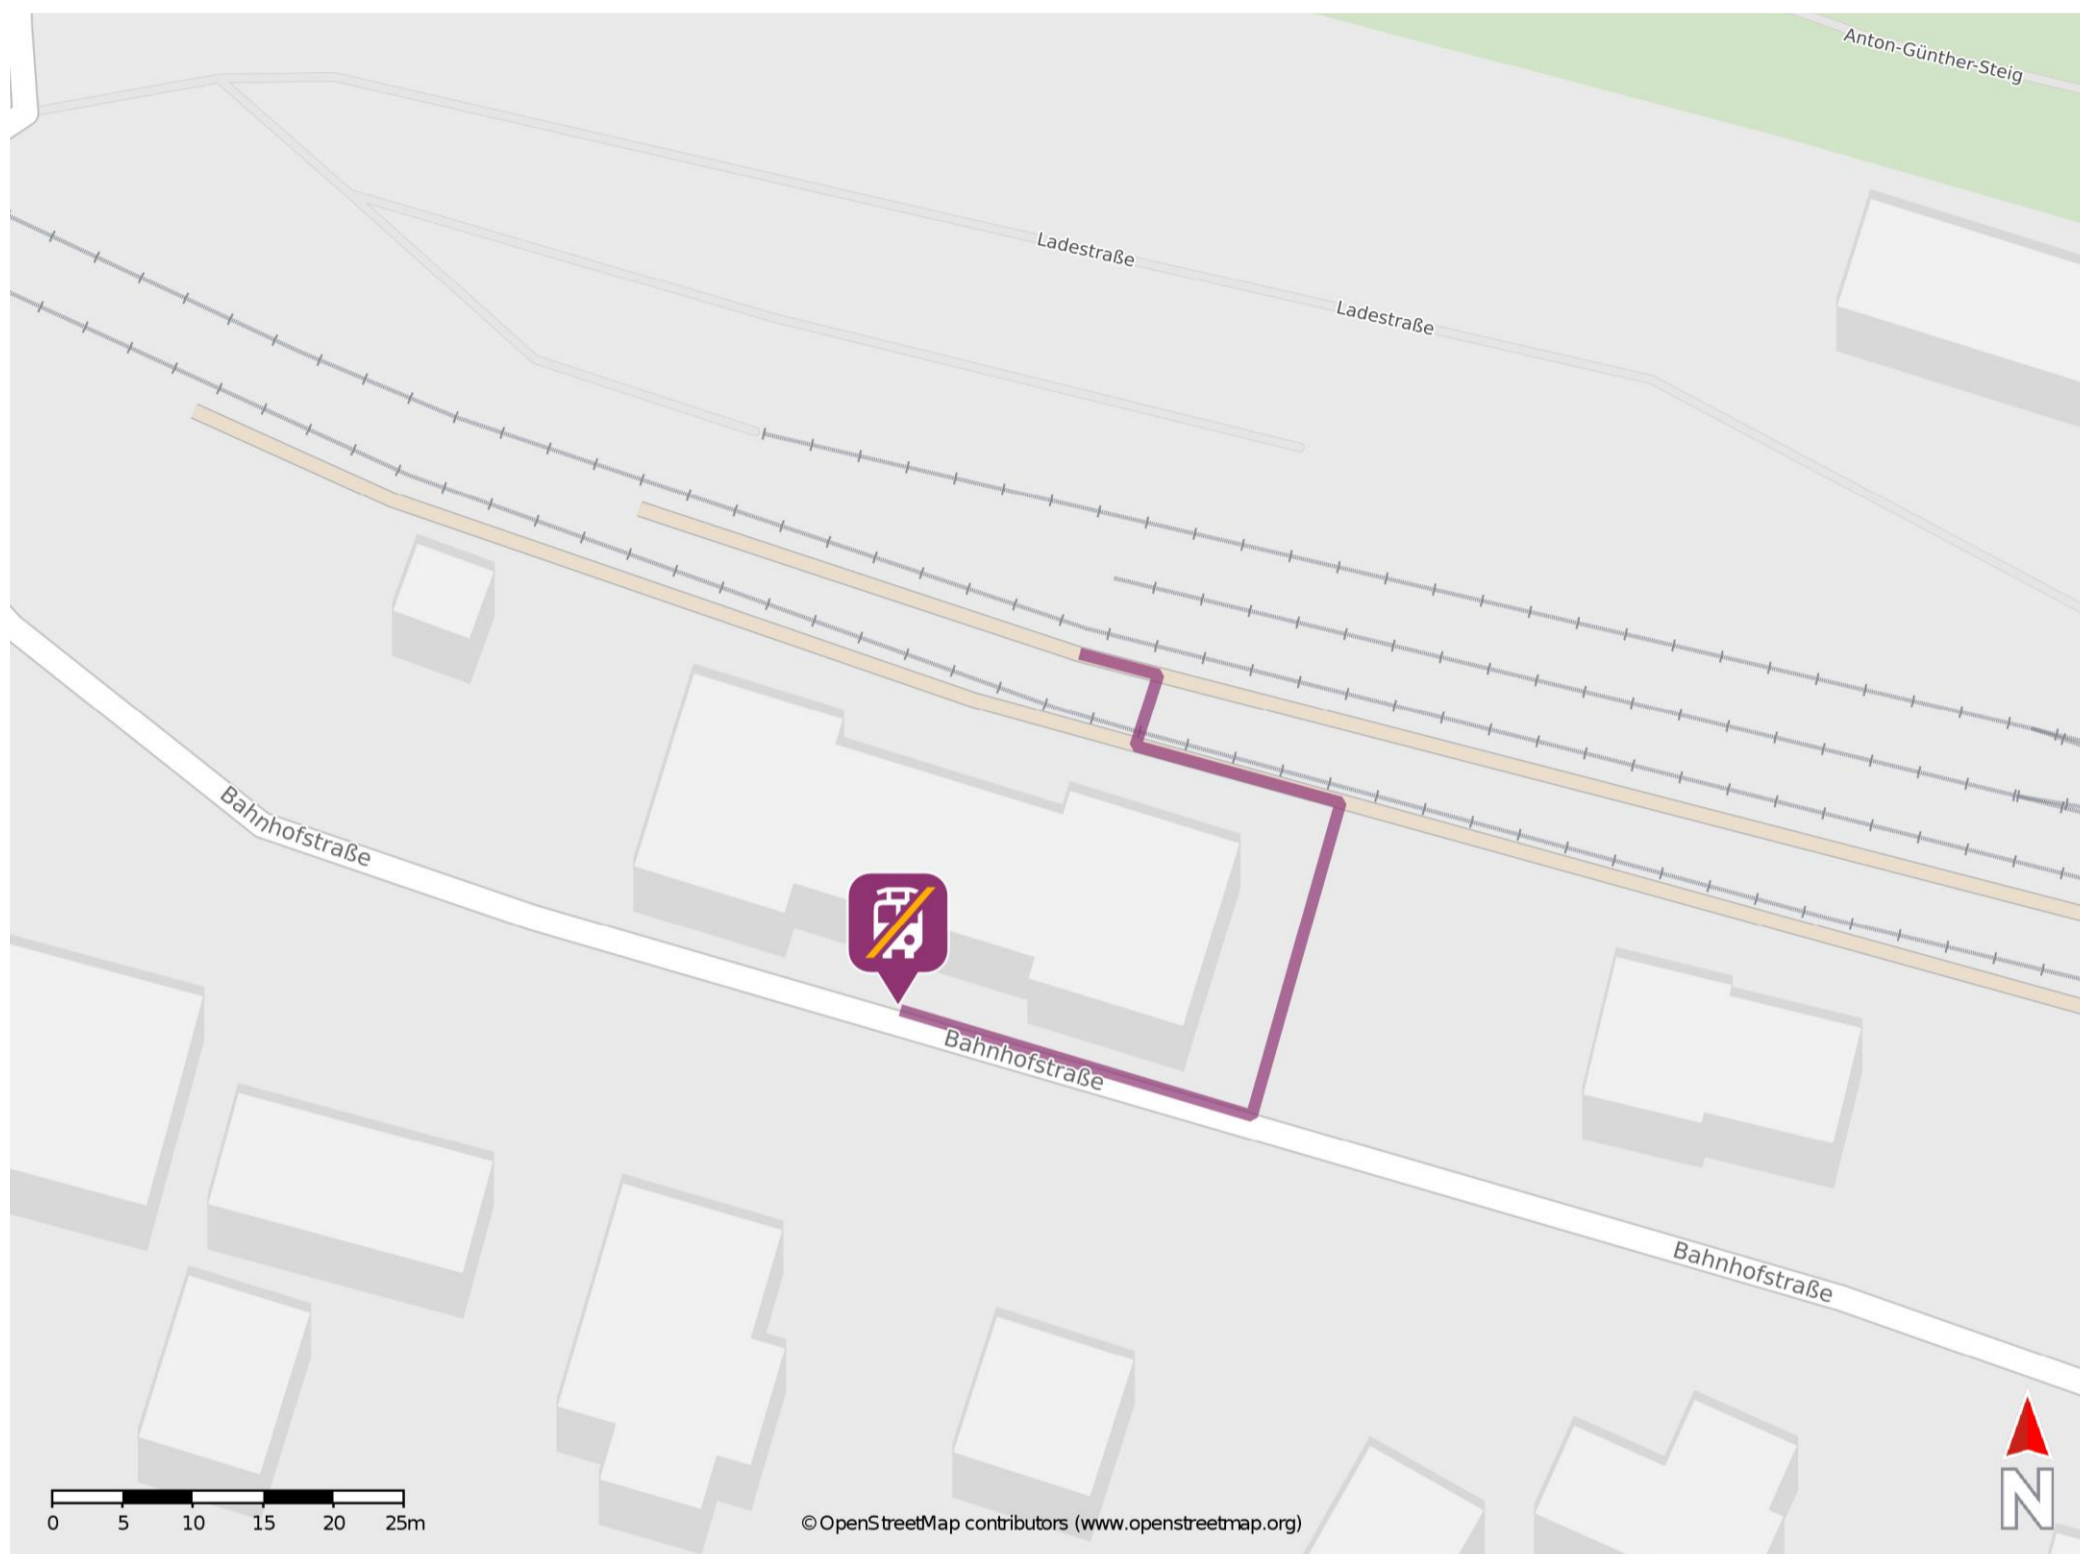 Anton-Günther-Steig
Ladestraße
Ladestraße
Bahnhofstraße
Bahnhofstraße
Bahnhofstraße
0 5 10 15 20 25m
© OpenStreetMap contributors (www.openstreetmap.org)
N